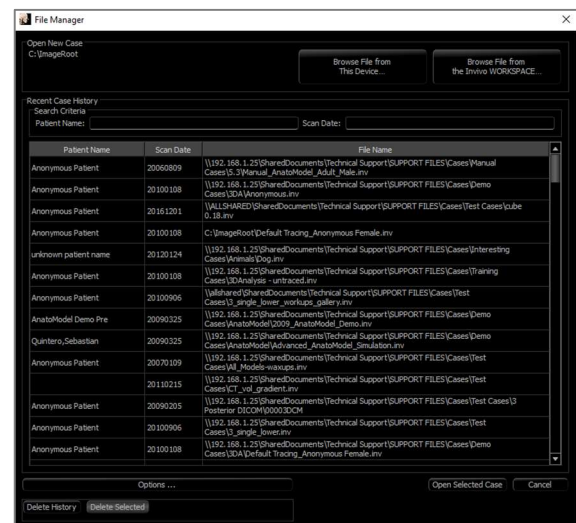 File Manager
Open New Case
C:\ImageRoot
Browse File from
This Device...
Browse File from
the Invivo WORKSPACE...
Recent Case History
Search Criteria
Patient Name:
Scan Date:
Patient Name Scan Date File Name
Anonymous Patient 20060809 \\192.168.1.25\SharedDocuments\Technical Support\SUPPORT FILES\Cases\Manual
Cases\5.3\Manual_AnatoModel_Adult_Male.inv
Anonymous Patient 20100108 \\192.168.1.25\SharedDocuments\Technical Support\SUPPORT FILES\Cases\Demo
Cases\3DA\Anonymous.inv
Anonymous Patient 20161201 \\ALLSHARED\SharedDocuments\Technical Support\SUPPORT FILES\Cases\Test Cases\cube
0.18.inv
Anonymous Patient 20100108 C:\ImageRoot\Default Tracing_Anonymous Female.inv
unknown patient name 20120124 \\192.168.1.25\SharedDocuments\Technical Support\SUPPORT FILES\Cases\Interesting
Cases\Animals\Dog.inv
Anonymous Patient 20100108 \\192.168.1.25\SharedDocuments\Technical Support\SUPPORT FILES\Cases\Training
Cases\3DAnalysis - untraced.inv
Anonymous Patient 20100906 \\allshared\SharedDocuments\Technical Support\SUPPORT FILES\Cases\Test
Cases\3_single_lower_workups_gallery.inv
AnatoModel Demo Pre 20090325 \\192.168.1.25\SharedDocuments\Technical Support\SUPPORT FILES\Cases\Demo
Cases\AnatoModel\2009_AnatoModel_Demo.inv
Quintero,Sebastian 20090325 \\192.168.1.25\SharedDocuments\Technical Support\SUPPORT FILES\Cases\Demo
Cases\AnatoModel\Advanced_AnatoModel_Simulation.inv
Anonymous Patient 20070109 \\192.168.1.25\SharedDocuments\Technical Support\SUPPORT FILES\Cases\Test
Cases\All_Models-waxups.inv
20110215 \\192.168.1.25\SharedDocuments\Technical Support\SUPPORT FILES\Cases\Test
Cases\CT_vol_gradient.inv
Anonymous Patient 20090205 \\192.168.1.25\SharedDocuments\Technical Support\SUPPORT FILES\Cases\Test Cases\3
Posterior DICOM\00003DCM
Anonymous Patient 20100906 \\192.168.1.25\SharedDocuments\Technical Support\SUPPORT FILES\Cases\Test
Cases\3_single_lower.inv
Anonymous Patient 20100108 \\192.168.1.25\SharedDocuments\Technical Support\SUPPORT FILES\Cases\Demo
Cases\3DA\Default Tracing_Anonymous Female.inv
Options ...
Open Selected Case
Cancel
Delete History
Delete Selected